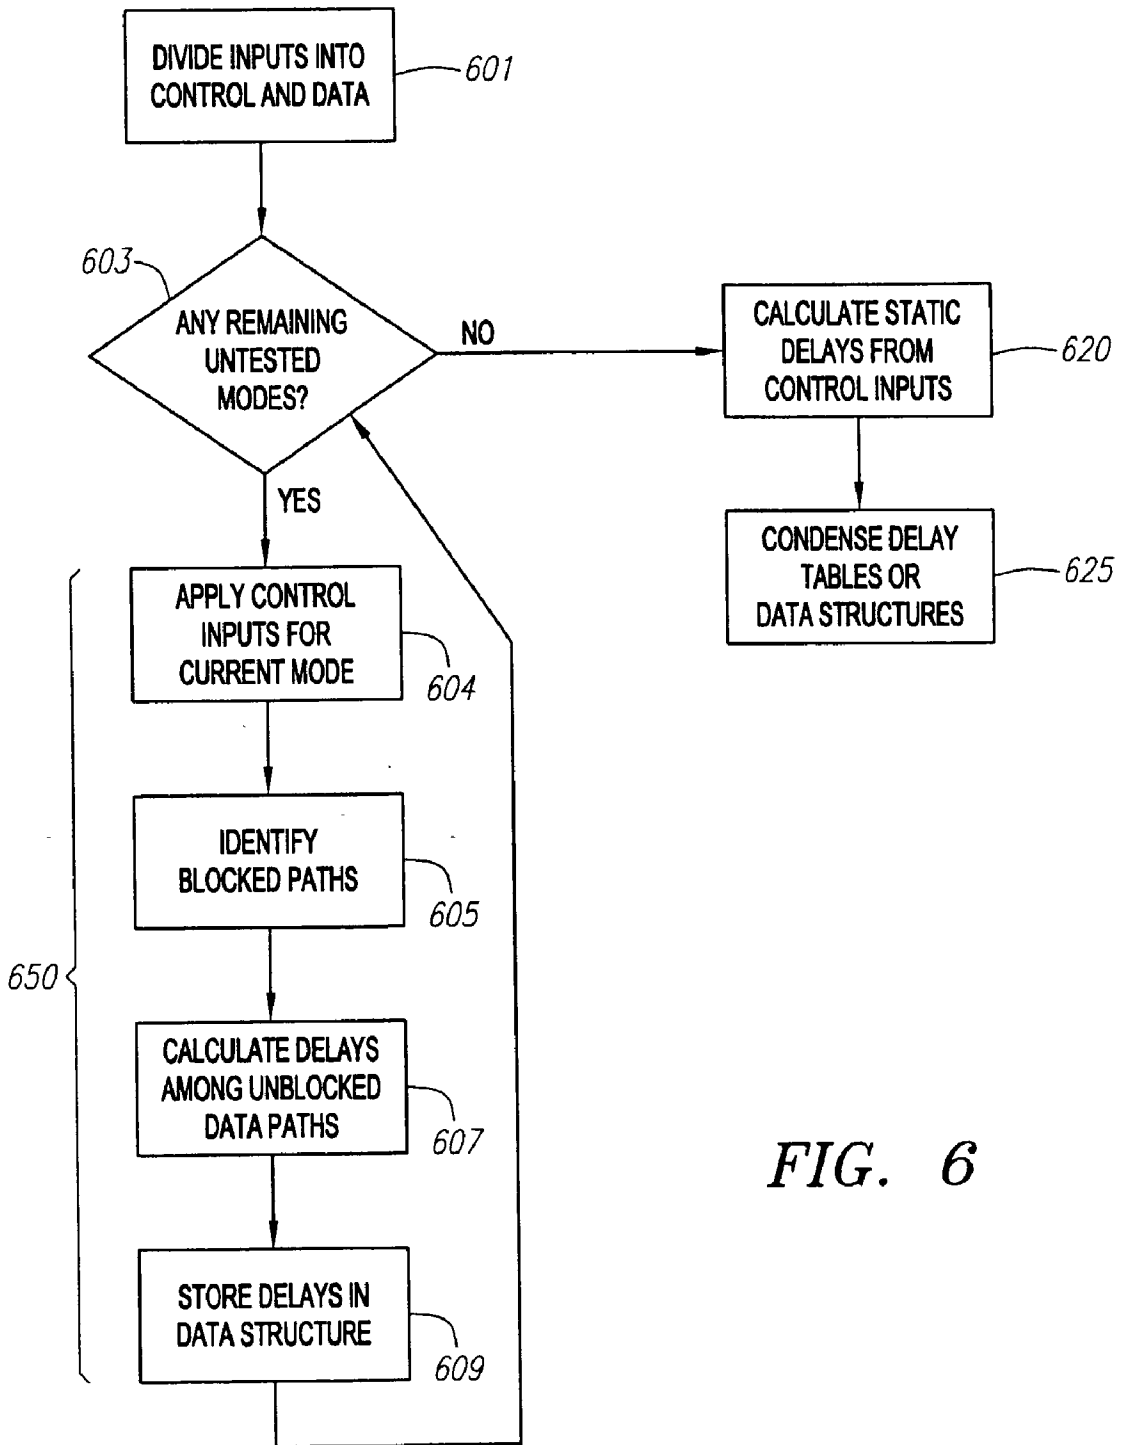 DIVIDE INPUTS INTO
CONTROL AND DATA
601
603
ANY REMAINING
UNTESTED
MODES?
NO
CALCULATE STATIC
DELAYS FROM
CONTROL INPUTS
620
YES
CONDENSE DELAY
TABLES OR
DATA STRUCTURES
625
APPLY CONTROL
INPUTS FOR
CURRENT MODE
604
IDENTIFY
BLOCKED PATHS
605
650
CALCULATE DELAYS
AMONG UNBLOCKED
DATA PATHS
607
STORE DELAYS IN
DATA STRUCTURE
609
FIG. 6